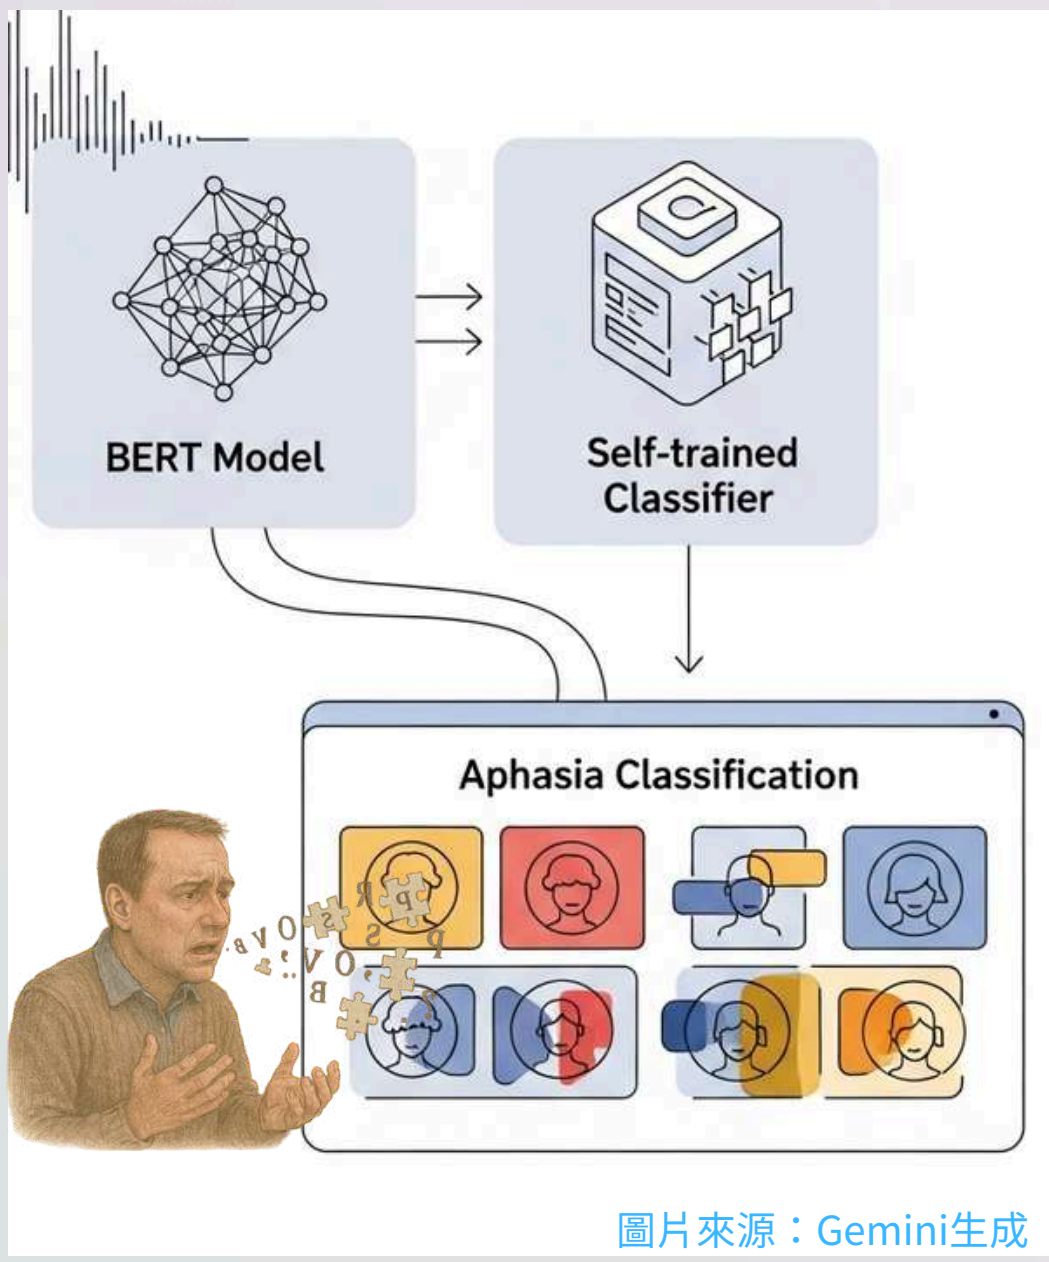 BERT Model
Self-trained
Classifier
Aphasia Classification
圖片來源：Gemini生成